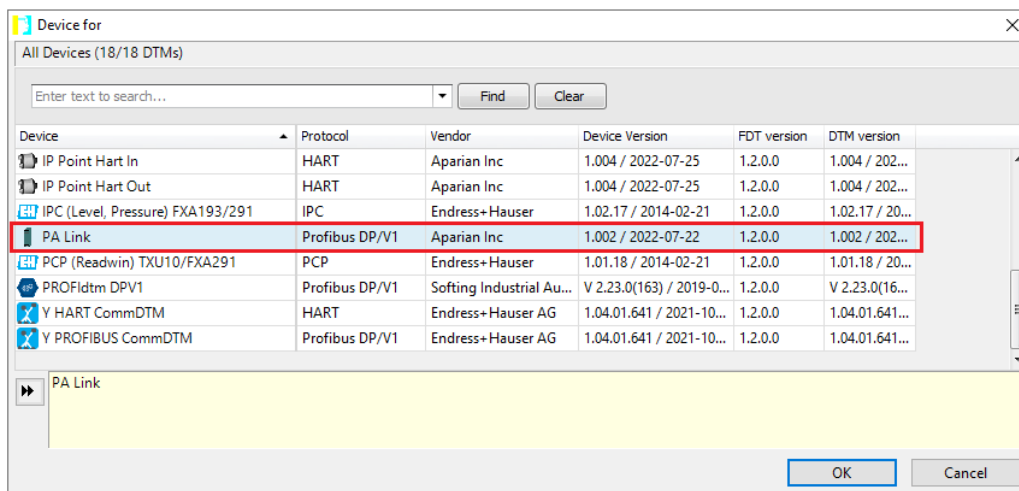 Device for
All Devices (18/18 DTMs)
Enter text to search...
Find
Clear
Device Protocol Vendor Device Version FDT version DTM version
IP Point Hart In HART Aparian Inc 1.004 / 2022-07-25 1.2.0.0 1.004 / 202...
IP Point Hart Out HART Aparian Inc 1.004 / 2022-07-25 1.2.0.0 1.004 / 202...
IPC (Level, Pressure) FXA193/291 IPC Endress+Hauser 1.02.17 / 2014-02-21 1.2.0.0 1.02.17 / 20...
PA Link Profibus DP/V1 Aparian Inc 1.002 / 2022-07-22 1.2.0.0 1.002 / 202...
PCP (Readwin) TXU10/FXA291 PCP Endress+Hauser 1.01.18 / 2014-02-21 1.2.0.0 1.01.18 / 20...
PROFIdtm DPV1 Profibus DP/V1 Softing Industrial Au... V 2.23.0(163) / 2019-0... 1.2.0.0 V 2.23.0(16...
Y HART CommDTM HART Endress+Hauser AG 1.04.01.641 / 2021-10... 1.2.0.0 1.04.01.641...
Y PROFIBUS CommDTM Profibus DP/V1 Endress+Hauser AG 1.04.01.641 / 2021-10... 1.2.0.0 1.04.01.641...
PA Link
OK
Cancel